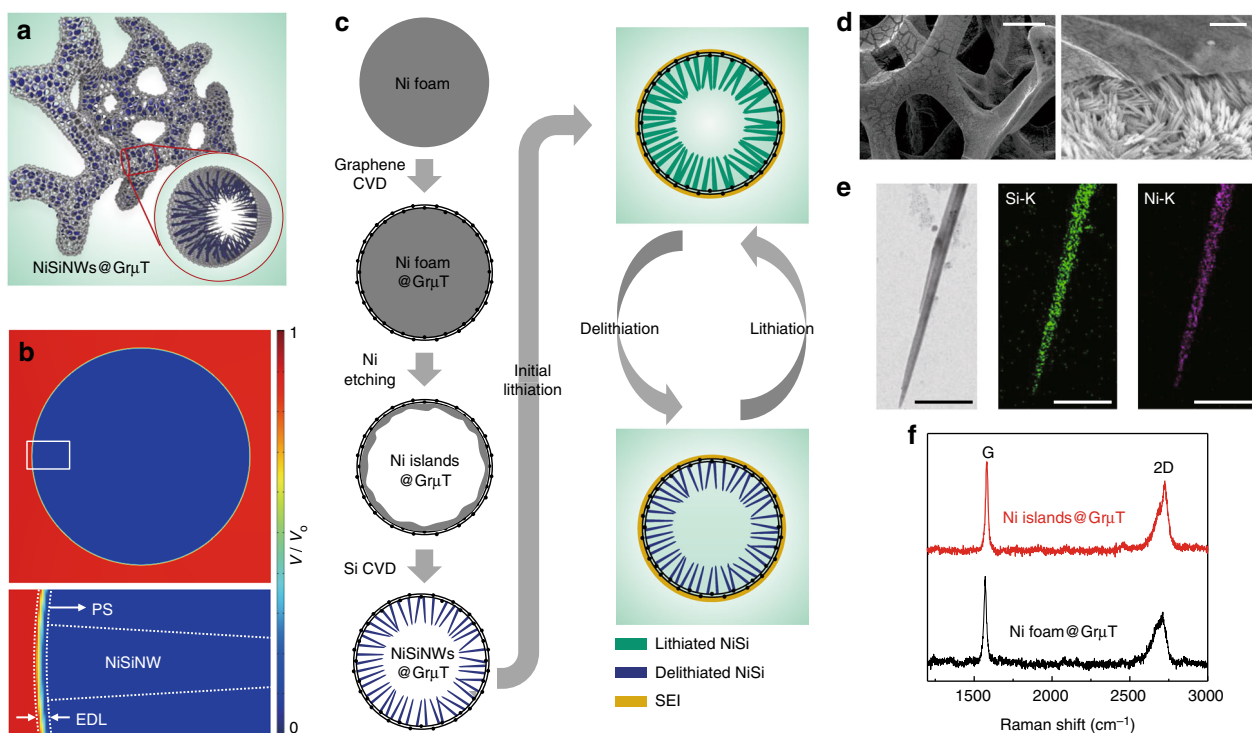 a
NiSiNWs@GrμT
b
1
V / Vo
0
PS
NiSiNW
EDL
c
Ni foam
Graphene
CVD
Ni foam
@GrμT
Ni
etching
Ni islands
@GrμT
Si CVD
NiSiNWs
@GrμT
Initial
lithiation
Delithiation
Lithiation
Lithiated NiSi
Delithiated NiSi
SEI
d
e
Si-K
Ni-K
f
G
2D
Ni islands@GrμT
Ni foam@GrμT
1500
2000
2500
3000
Raman shift (cm⁻¹)